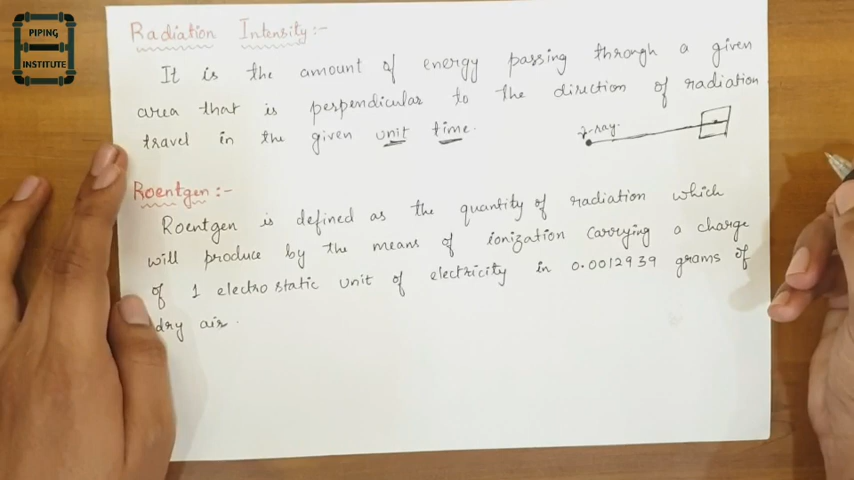 PIPING
INSTITUTE
Radiation Intensity:-
It is the amount of energy passing through a given
area that is perpendicular to the direction of radiation
travel in the given unit time.
γ-ray.
Roentgen:-
Roentgen is defined as the quantity of radiation which
will produce by the means of ionization carrying a charge
of 1 electrostatic unit of electricity in 0.0012939 grams of
dry air.